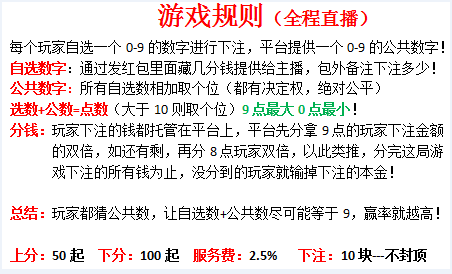 游戏规则（全程直播）
每个玩家自选一个 0-9 的数字进行下注，平台提供一个 0-9 的公共数字！
自选数字：通过发红包里面藏几分钱提供给主播，包外备注下注多少！
公共数字：所有自选数相加取个位（都有决定权，绝对公平）
选数+公数=点数（大于 10 则取个位）9 点最大 0 点最小！
分钱：玩家下注的钱都托管在平台上，平台先分拿 9 点的玩家下注金额
的双倍，如还有剩，再分 8 点玩家双倍，以此类推，分完这局游
戏下注的所有钱为止，没分到的玩家就输掉下注的本金！
总结：玩家都猜公共数，让自选数+公共数尽可能等于 9，赢率就越高！
上分：50 起 下分：100 起 服务费：2.5% 下注：10 块---不封顶